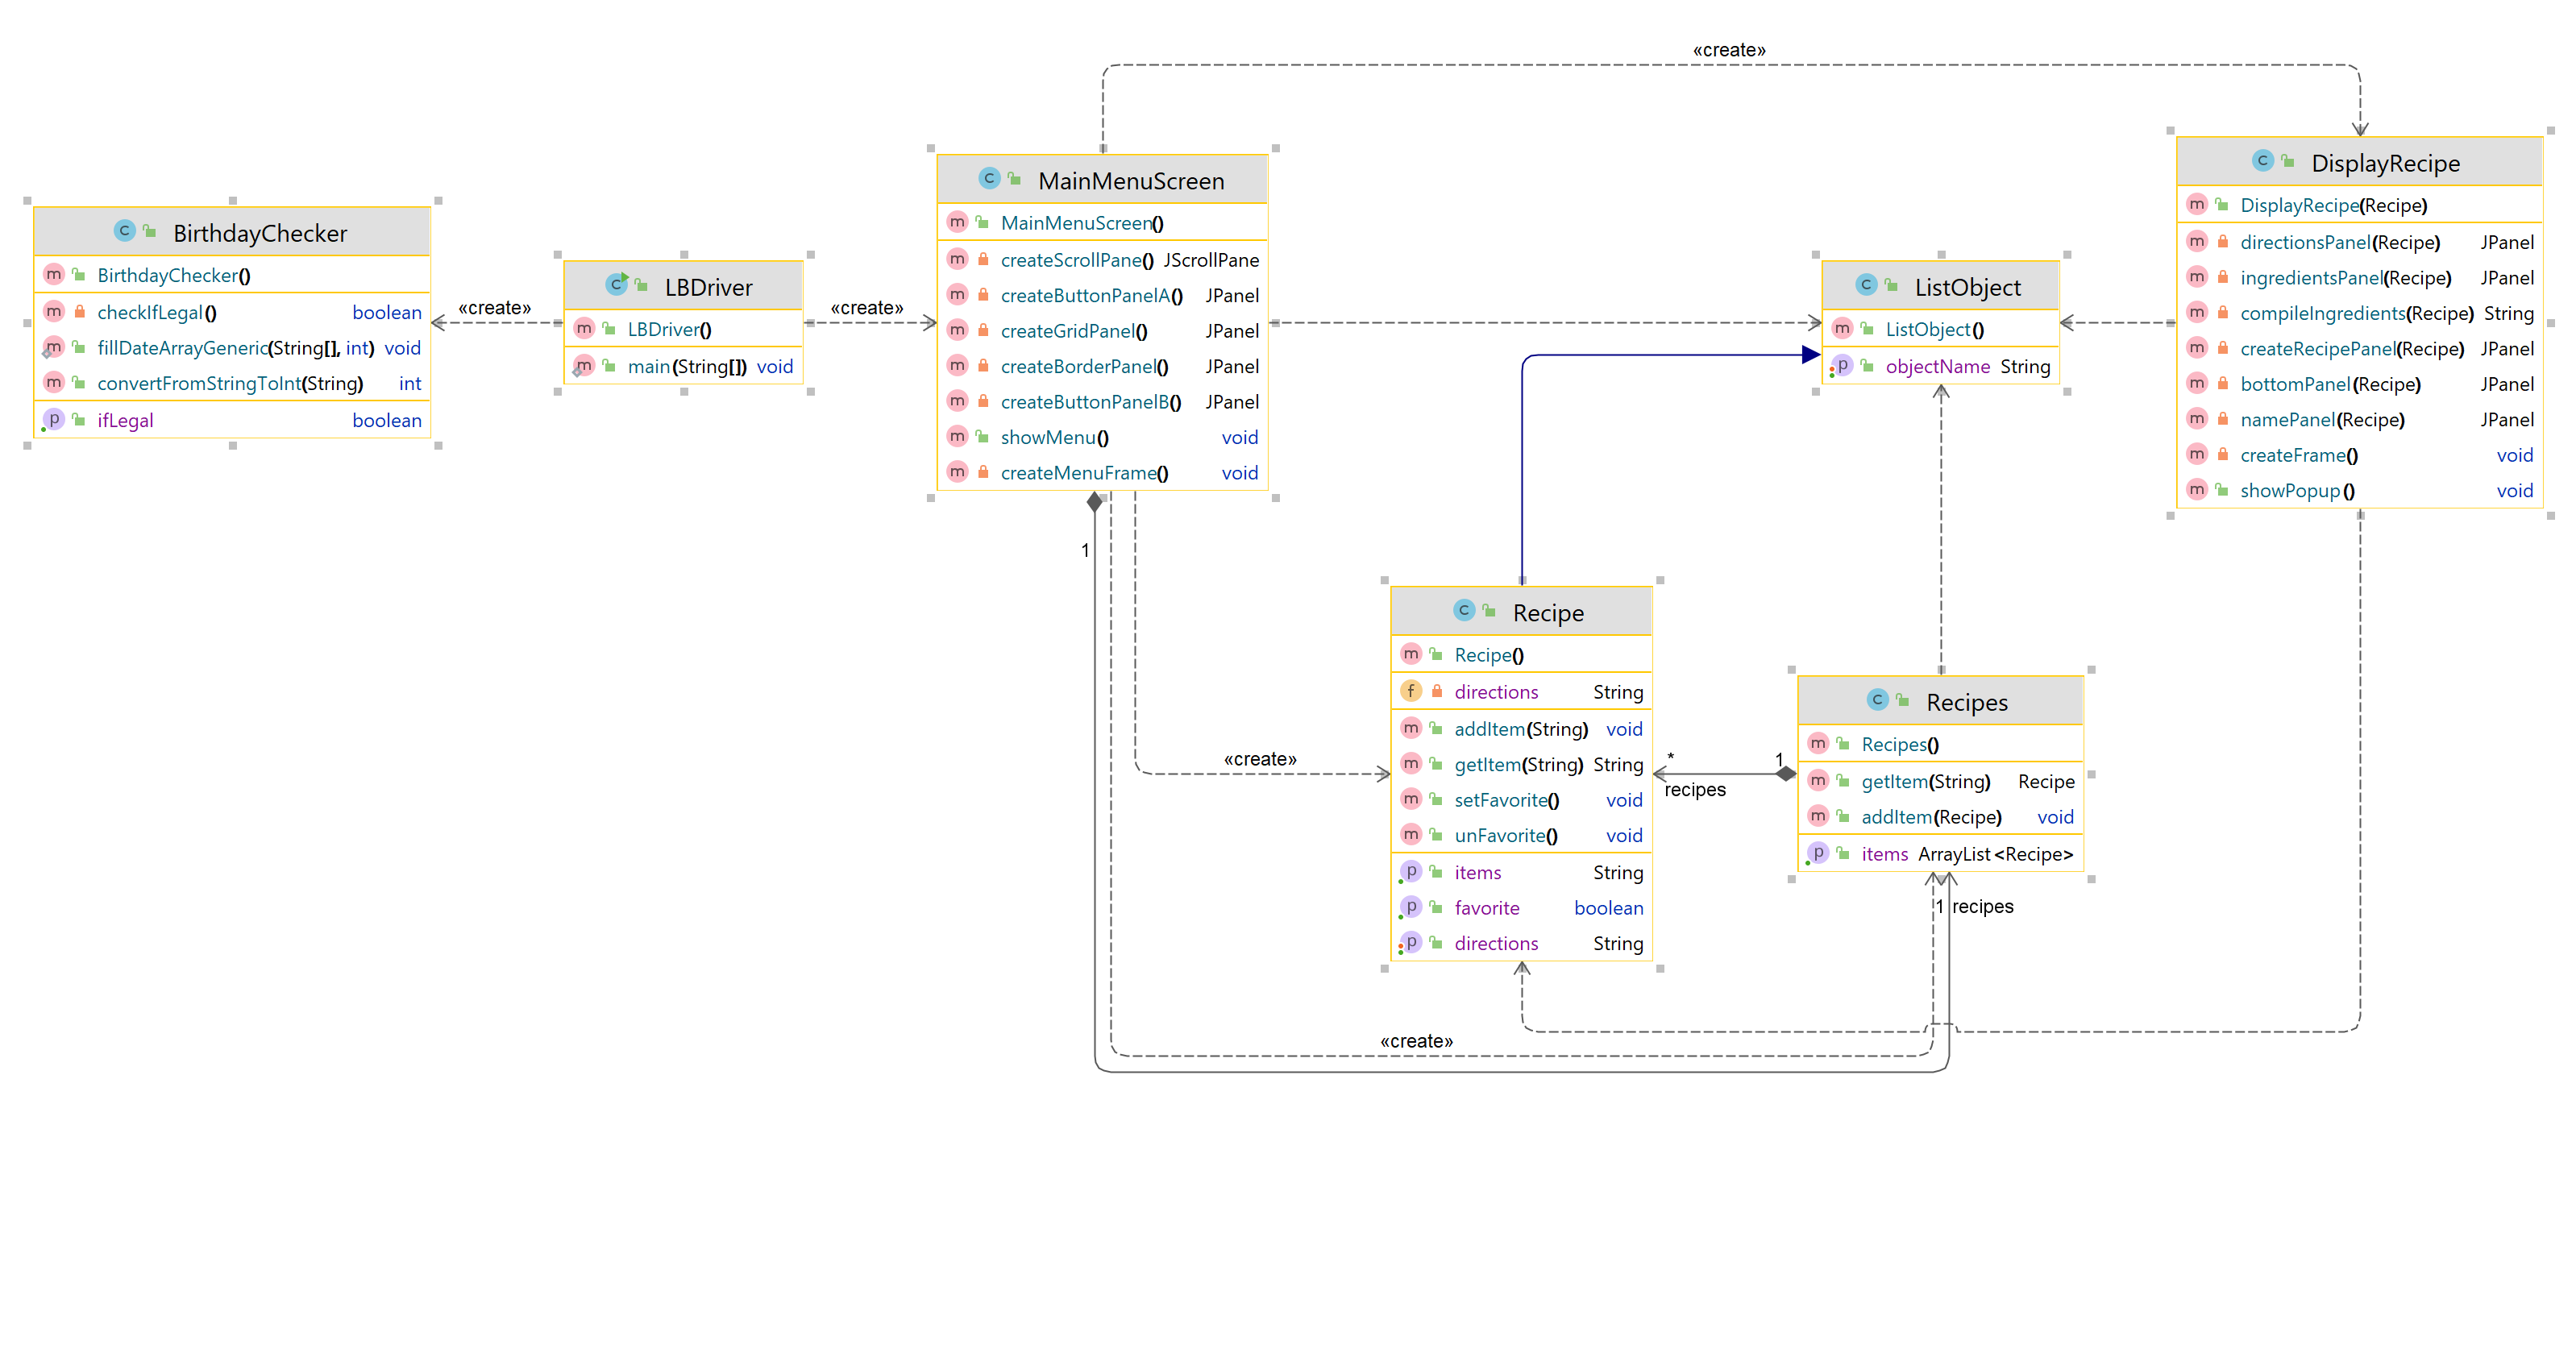 «create»
C MainMenuScreen
m MainMenuScreen()
m createScrollPane() JScrollPane
m createButtonPanelA() JPanel
m createGridPanel() JPanel
m createBorderPanel() JPanel
m createButtonPanelB() JPanel
m showMenu() void
m createMenuFrame() void
C DisplayRecipe
m DisplayRecipe(Recipe)
m directionsPanel(Recipe) JPanel
m ingredientsPanel(Recipe) JPanel
m compileIngredients(Recipe) String
m createRecipePanel(Recipe) JPanel
m bottomPanel(Recipe) JPanel
m namePanel(Recipe) JPanel
m createFrame() void
m showPopup() void
C BirthdayChecker
m BirthdayChecker()
m checkIfLegal() boolean
m fillDateArrayGeneric(String[], int) void
m convertFromStringToInt(String) int
p ifLegal boolean
«create»
C LBDriver
m LBDriver()
m main(String[]) void
«create»
C ListObject
m ListObject()
p objectName String
1
C Recipe
m Recipe()
f directions String
m addItem(String) void
m getItem(String) String
m setFavorite() void
m unFavorite() void
p items String
p favorite boolean
p directions String
«create»
*
1
recipes
C Recipes
m Recipes()
m getItem(String) Recipe
m addItem(Recipe) void
p items ArrayList<Recipe>
1 recipes
«create»